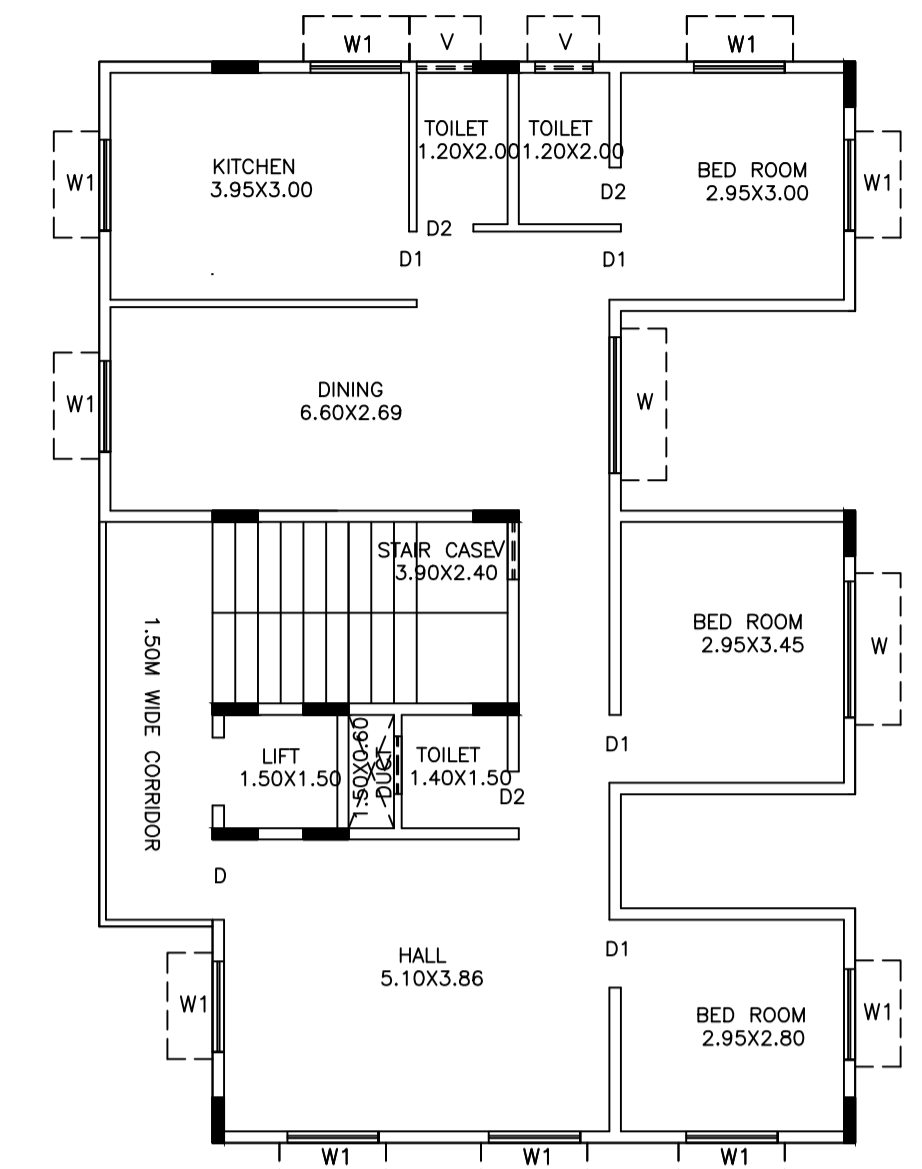 W1
V
V
W1
TOILET
1.20X2.00
TOILET
1.20X2.00
KITCHEN
3.95X3.00
BED ROOM
2.95X3.00
W1
W1
D2
D2
D1
D1
DINING
6.60X2.69
W1
W
STAIR CASE
3.90X2.40
V
1.50M WIDE CORRIDOR
BED ROOM
2.95X3.45
W
D1
LIFT
1.50X1.50
1.50X0.60
DUCT
V
TOILET
1.40X1.50
D2
D
HALL
5.10X3.86
D1
BED ROOM
2.95X2.80
W1
W1
W1
W1
W1